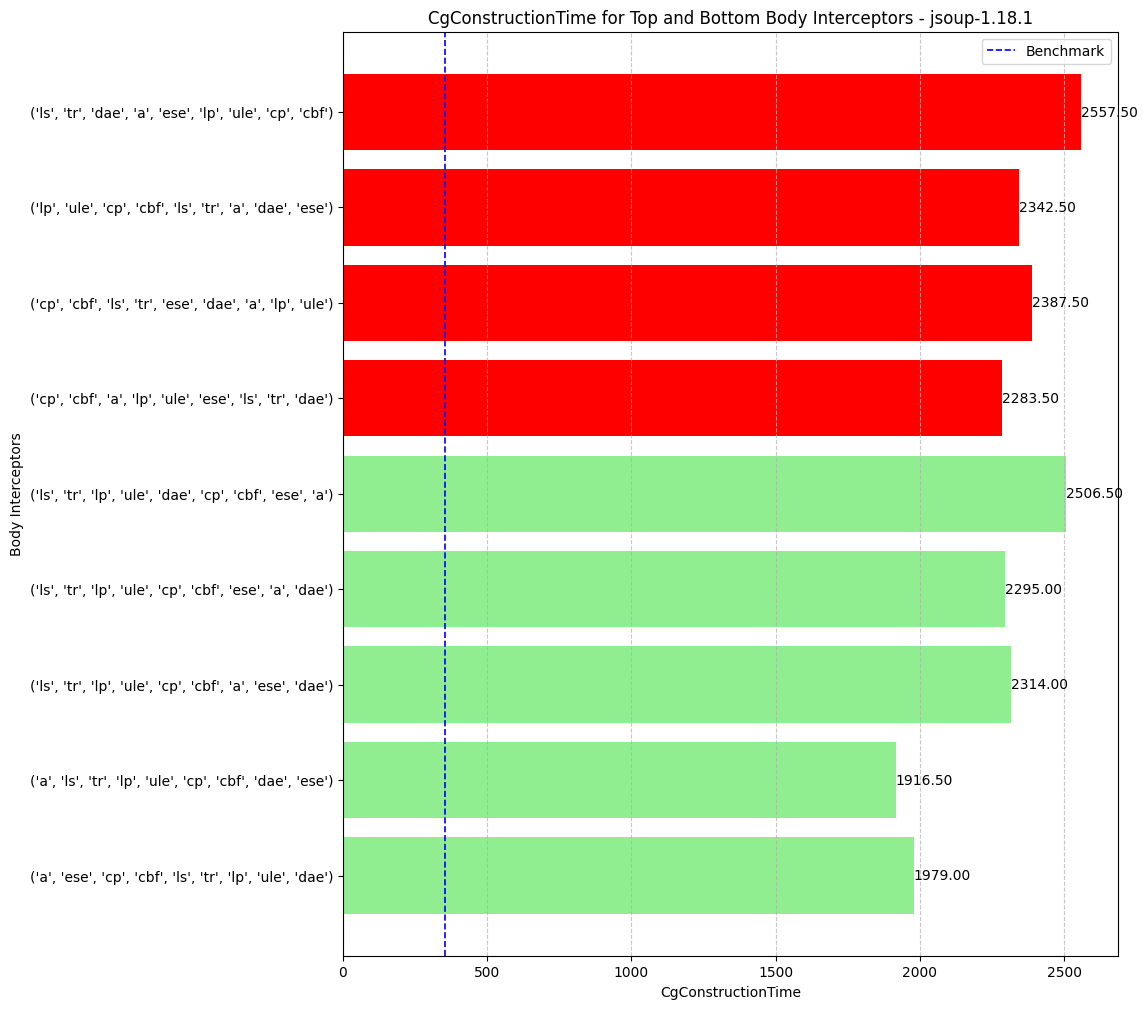 CgConstructionTime for Top and Bottom Body Interceptors - jsoup-1.18.1
Benchmark
('ls', 'tr', 'dae', 'a', 'ese', 'lp', 'ule', 'cp', 'cbf') 2557.50
('lp', 'ule', 'cp', 'cbf', 'ls', 'tr', 'a', 'dae', 'ese') 2342.50
('cp', 'cbf', 'ls', 'tr', 'ese', 'dae', 'a', 'lp', 'ule') 2387.50
('cp', 'cbf', 'a', 'lp', 'ule', 'ese', 'ls', 'tr', 'dae') 2283.50
Body Interceptors
('ls', 'tr', 'lp', 'ule', 'dae', 'cp', 'cbf', 'ese', 'a') 2506.50
('ls', 'tr', 'lp', 'ule', 'cp', 'cbf', 'ese', 'a', 'dae') 2295.00
('ls', 'tr', 'lp', 'ule', 'cp', 'cbf', 'a', 'ese', 'dae') 2314.00
('a', 'ls', 'tr', 'lp', 'ule', 'cp', 'cbf', 'dae', 'ese') 1916.50
('a', 'ese', 'cp', 'cbf', 'ls', 'tr', 'lp', 'ule', 'dae') 1979.00
0 500 1000 1500 2000 2500
CgConstructionTime